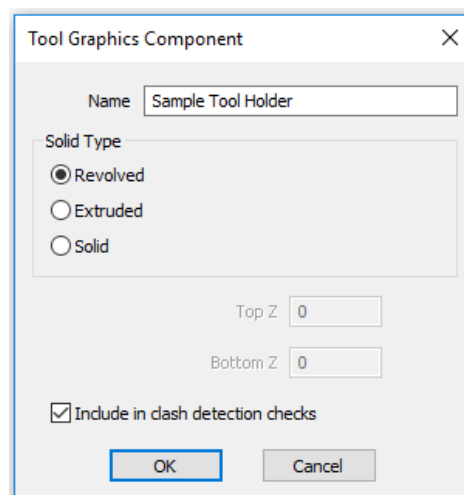 Tool Graphics Component
Name Sample Tool Holder
Solid Type
Revolved
Extruded
Solid
Top Z 0
Bottom Z 0
Include in clash detection checks
OK Cancel